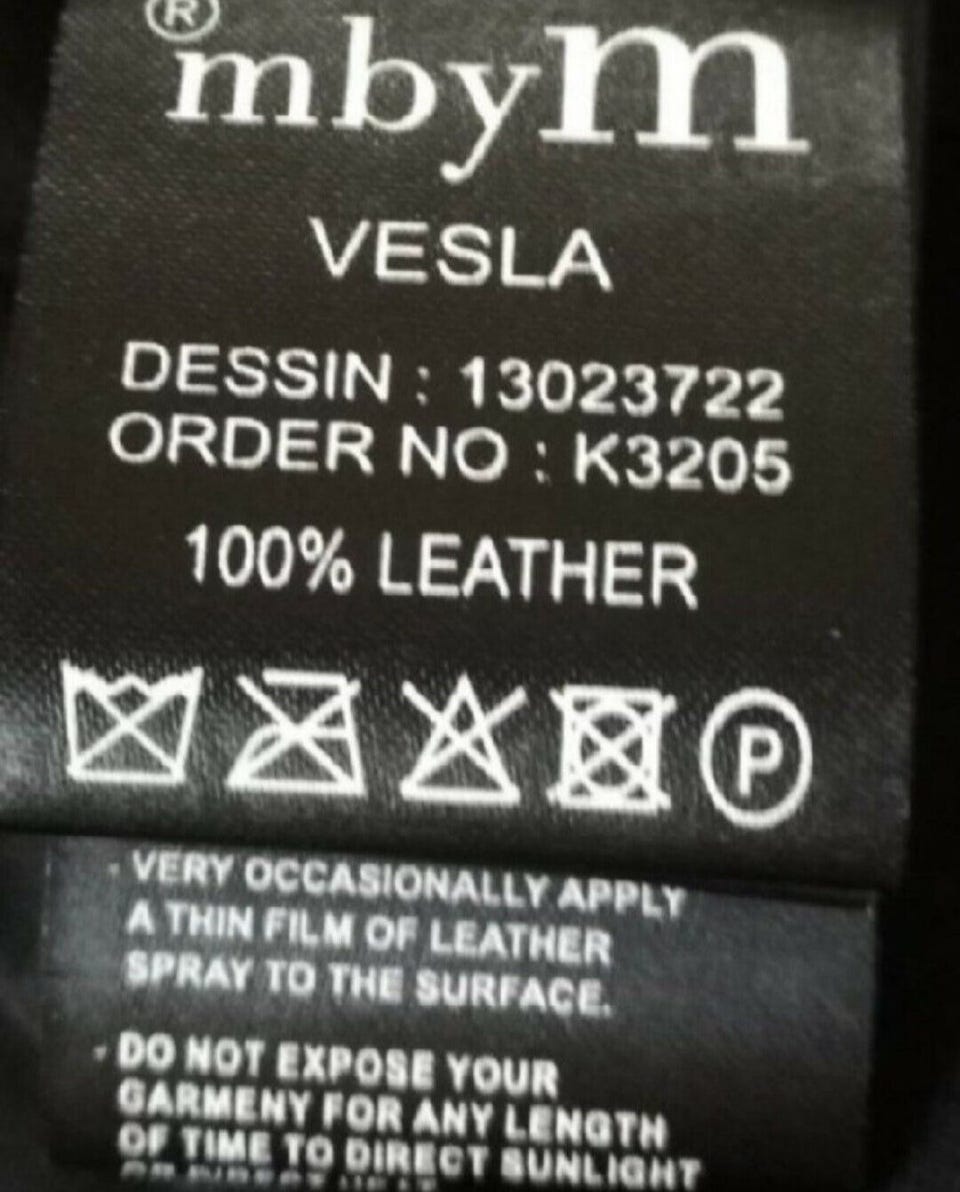 ®
mbym
VESLA
DESSIN : 13023722
ORDER NO : K3205
100% LEATHER
P
- VERY OCCASIONALLY APPLY
A THIN FILM OF LEATHER
SPRAY TO THE SURFACE.
- DO NOT EXPOSE YOUR
GARMENY FOR ANY LENGTH
OF TIME TO DIRECT SUNLIGHT